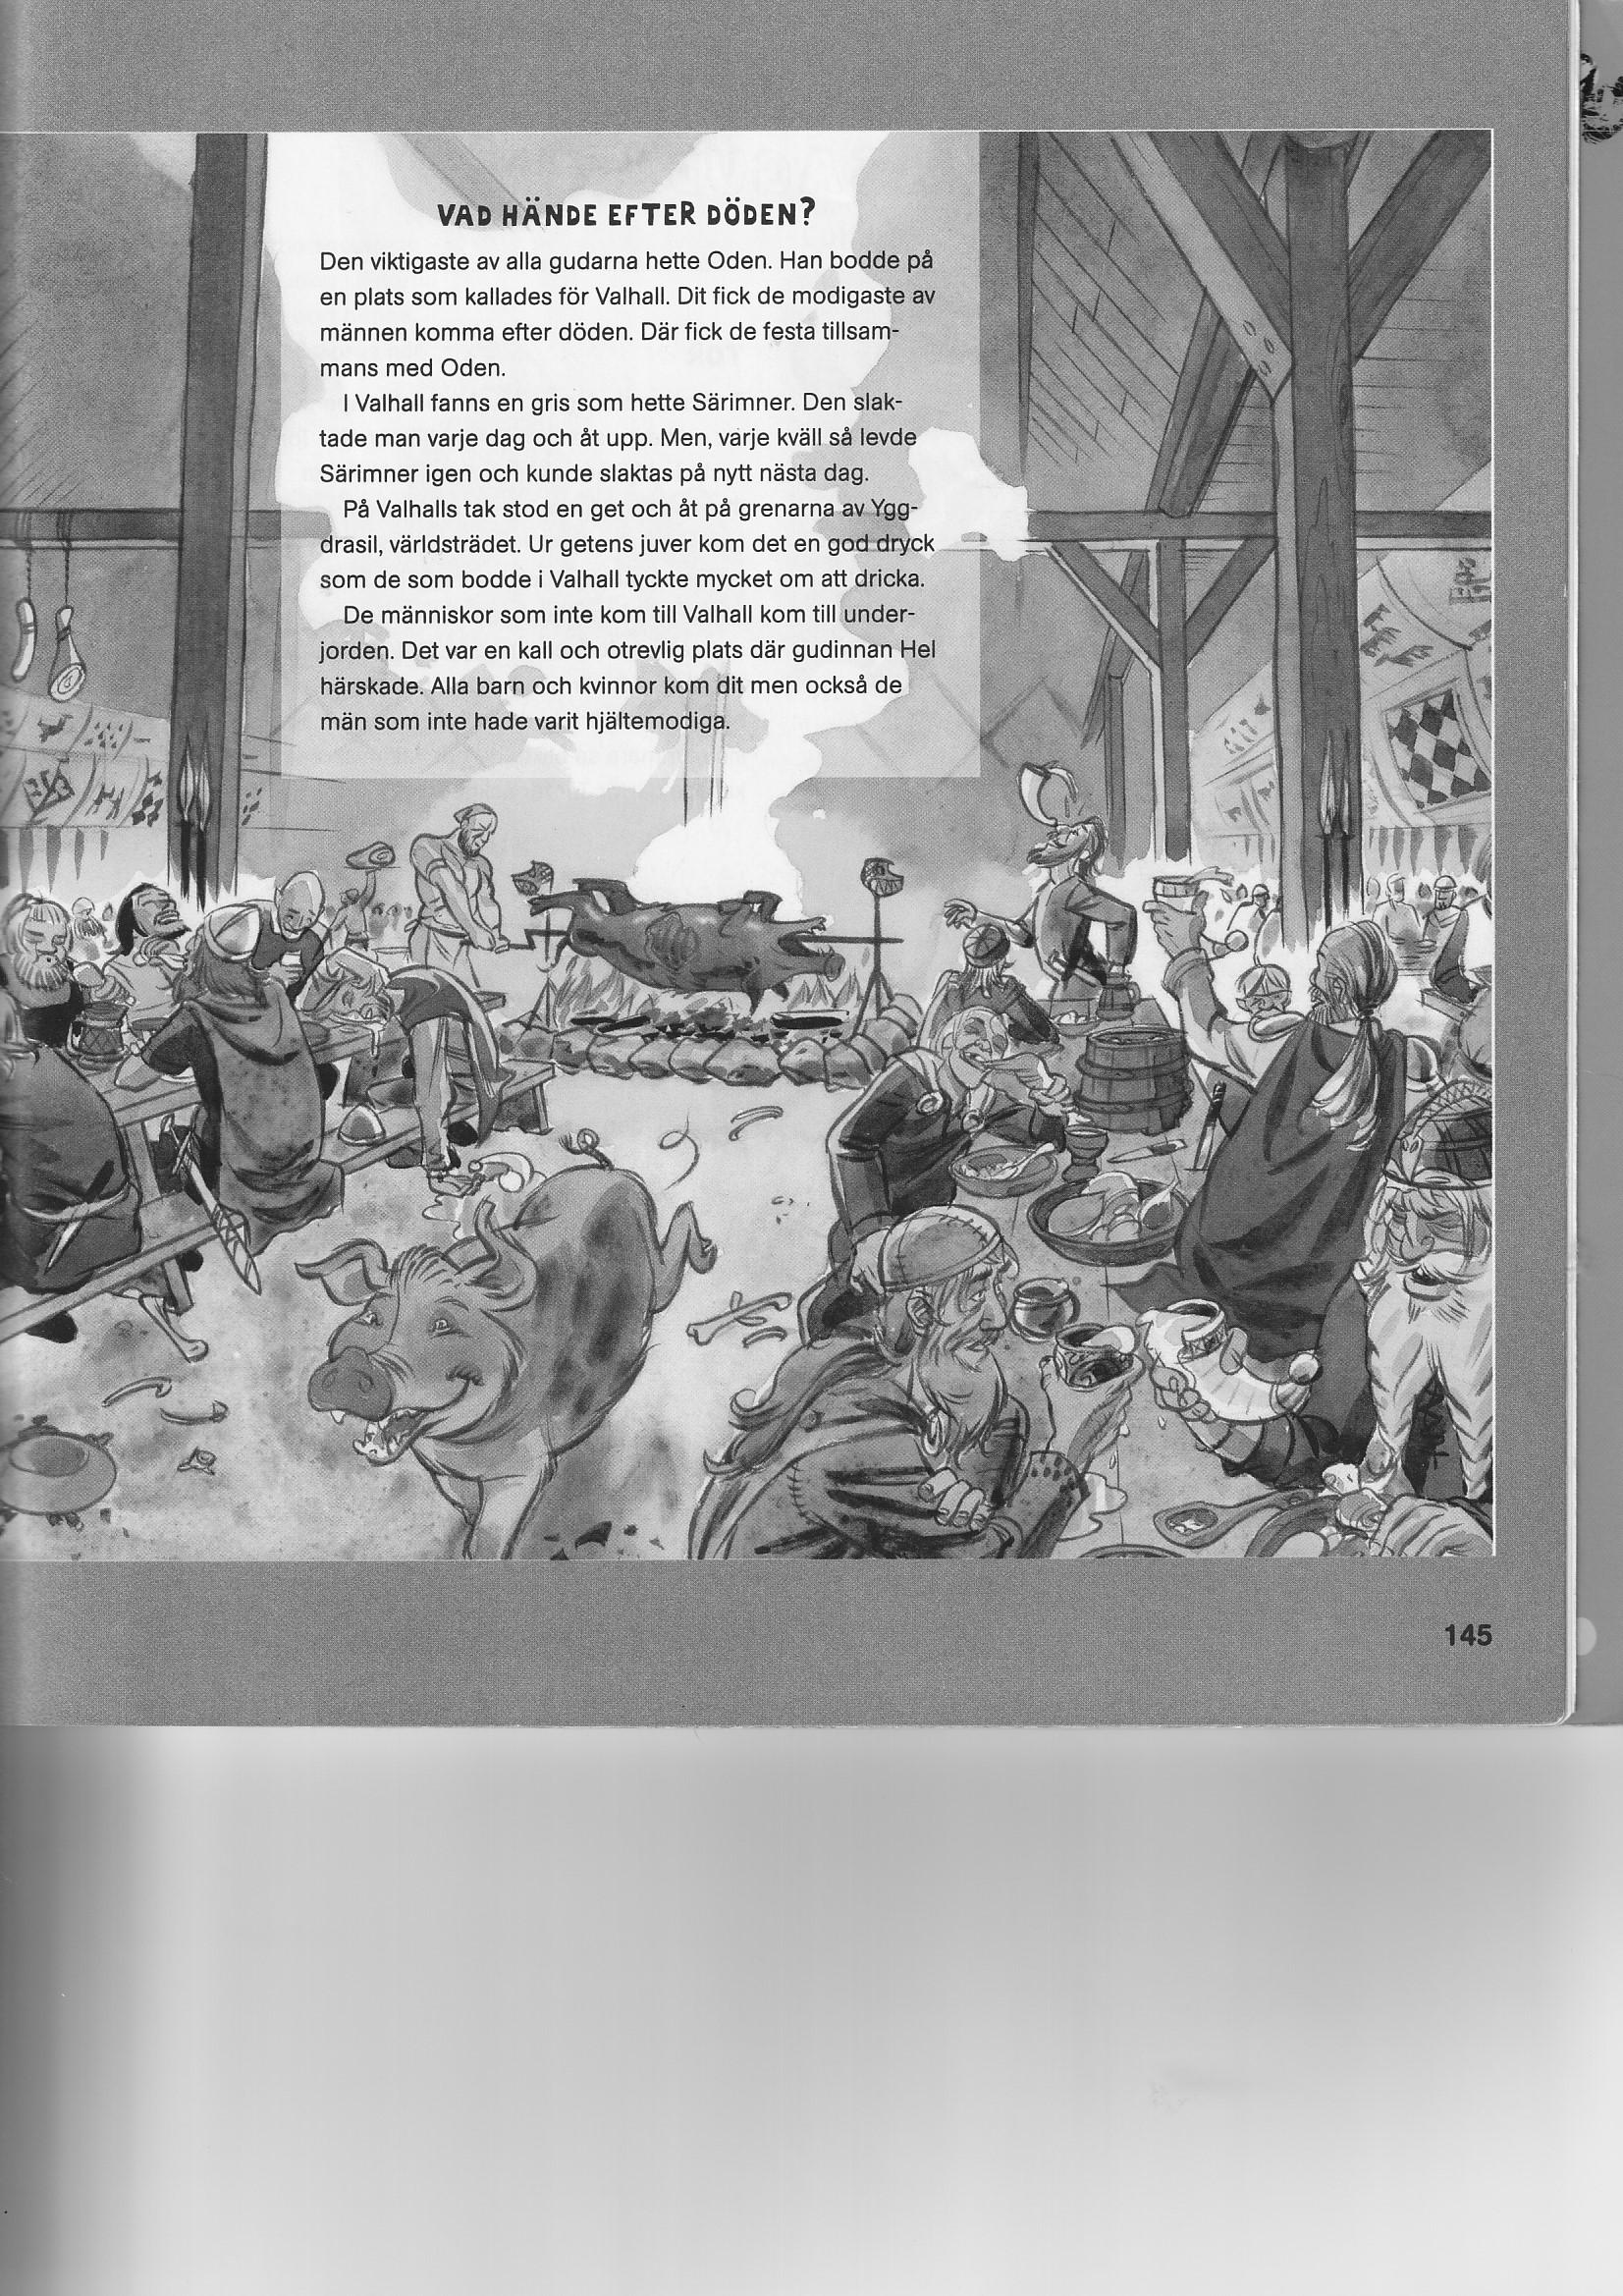 VAD HÄNDE EFTER DÖDEN?
Den viktigaste av alla gudarna hette Oden. Han bodde på
en plats som kallades för Valhall. Dit fick de modigaste av
männen komma efter döden. Där fick de festa tillsam-
mans med Oden.
I Valhall fanns en gris som hette Särimner. Den slak-
tade man varje dag och åt upp. Men, varje kväll så levde
Särimner igen och kunde slaktas på nytt nästa dag.
På Valhalls tak stod en get och åt på grenarna av Ygg-
drasil, världsträdet. Ur getens juver kom det en god dryck
som de som bodde i Valhall tyckte mycket om att dricka.
De människor som inte kom till Valhall kom till under-
jorden. Det var en kall och otrevlig plats där gudinnan Hel
härskade. Alla barn och kvinnor kom dit men också de
män som inte hade varit hjältemodiga.
145